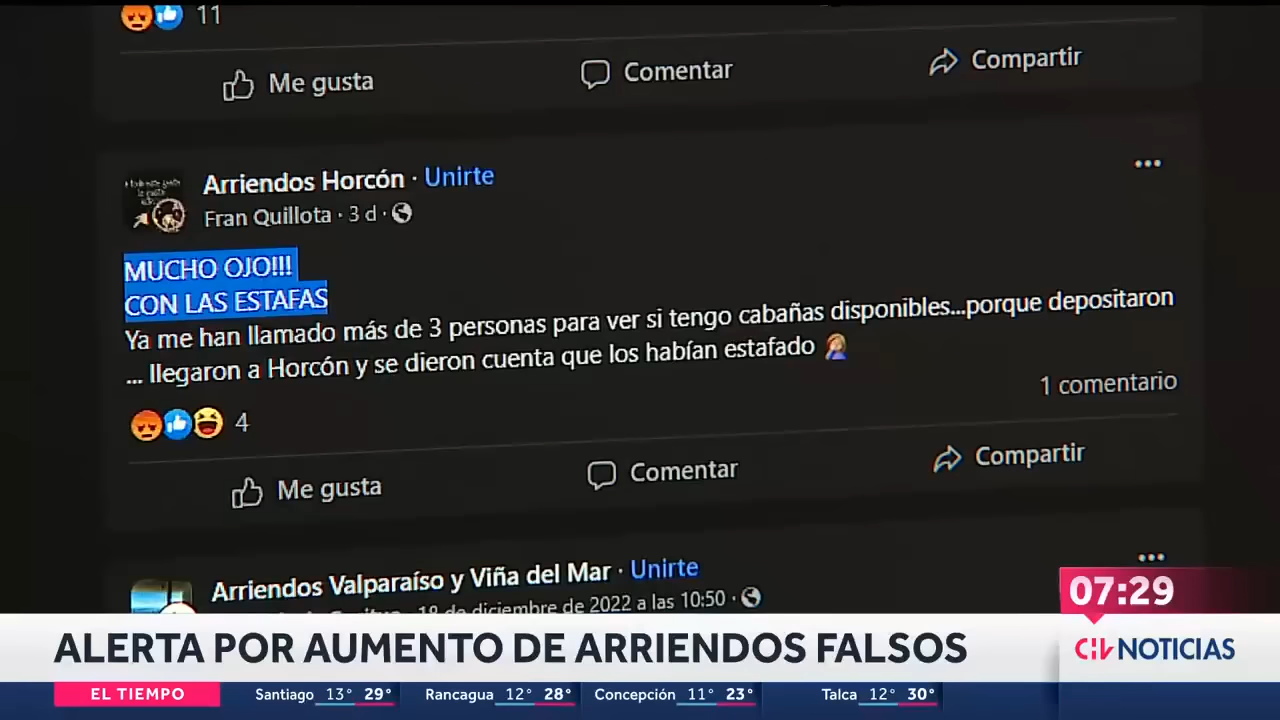 11
Me gusta
Comentar
Compartir
Arriendos Horcón · Unirte
Fran Quillota · 3 d ·
MUCHO OJO!!!
CON LAS ESTAFAS
Ya me han llamado más de 3 personas para ver si tengo cabañas disponibles...porque depositaron
... llegaron a Horcón y se dieron cuenta que los habían estafado
4
1 comentario
Me gusta
Comentar
Compartir
Arriendos Valparaíso y Viña del Mar · Unirte
18 de diciembre de 2022 a las 10:50 ·
07:29
ALERTA POR AUMENTO DE ARRIENDOS FALSOS
CHV NOTICIAS
EL TIEMPO
Santiago 13° 29°
Rancagua 12° 28°
Concepción 11° 23°
Talca 12° 30°